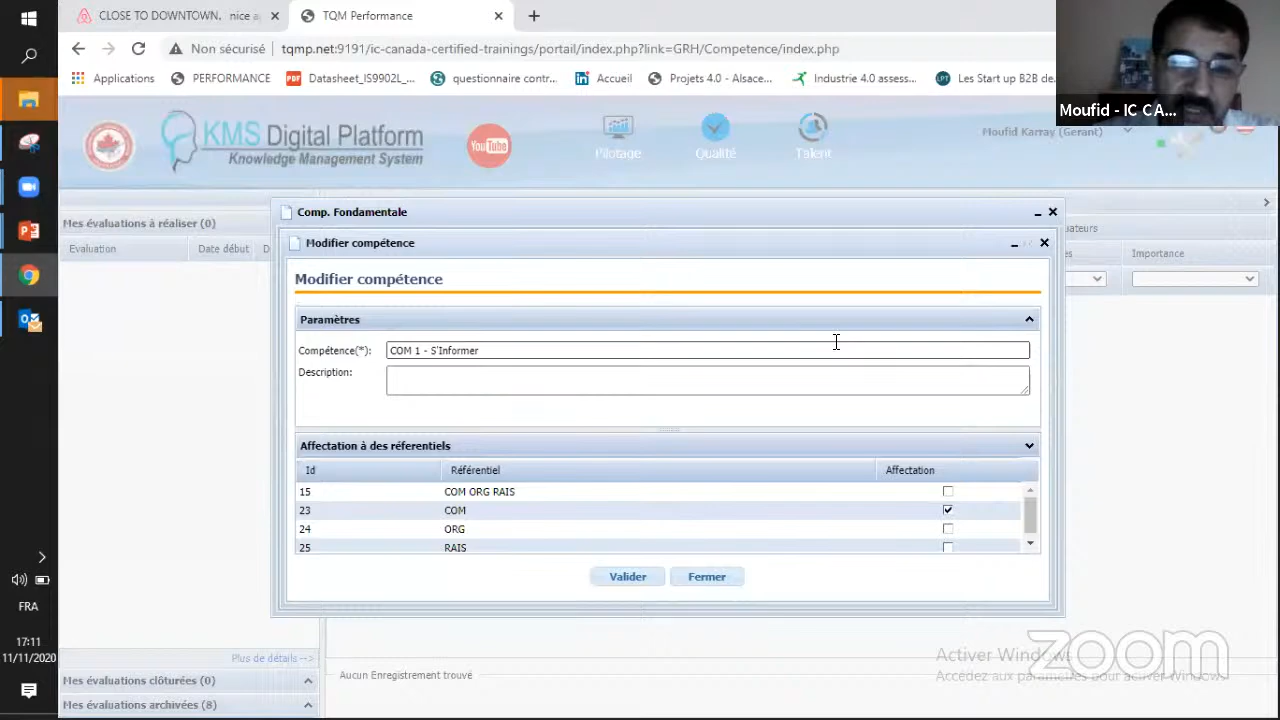 CLOSE TO DOWNTOWN. nice a
TQM Performance
Non sécurisé
tqmp.net:9191/ic-canada-certified-trainings/portail/index.php?link=GRH/Competence/index.php
Applications
PERFORMANCE
Datasheet_IS9902L_...
questionnaire contr...
Accueil
Projets 4.0 - Alsace...
Industrie 4.0 assess...
Les Start up B2B de...
Moufid - IC CA...
KMS Digital Platform
Knowledge Management System
YouTube
Pilotage
Qualité
Talent
Moufid Karray (Gerant)
Mes évaluations à réaliser (0)
Evaluation
Date début
D
Comp. Fondamentale
Modifier compétence
Modifier compétence
Paramètres
Compétence(*): COM 1 - S'Informer
Description:
Affectation à des réferentiels
Id Référentiel Affectation
15 COM ORG RAIS
23 COM
24 ORG
25 RAIS
Valider Fermer
uateurs
es
Importance
Plus de détails -->
Mes évaluations clôturées (0)
Mes évaluations archivées (8)
Aucun Enregistrement trouvé
Activer Windows
Accédez aux paramètres pour activer Windows.
zoom
FRA
17:11
11/11/2020